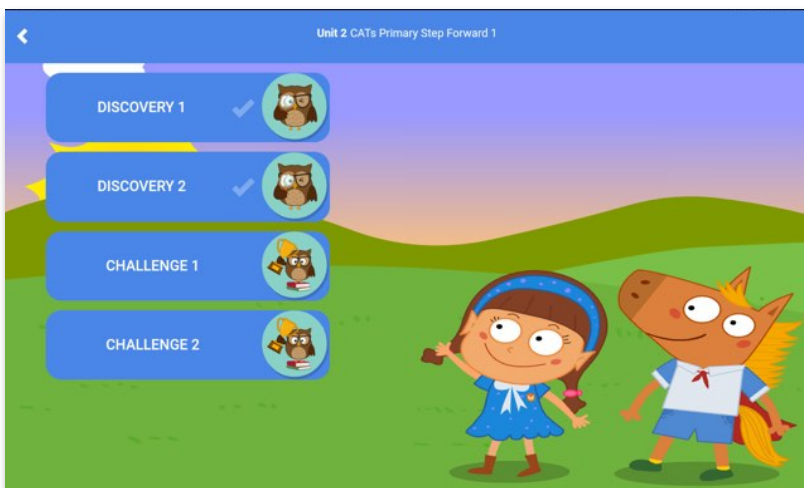 Unit 2 CATs Primary Step Forward 1
DISCOVERY 1
DISCOVERY 2
CHALLENGE 1
CHALLENGE 2